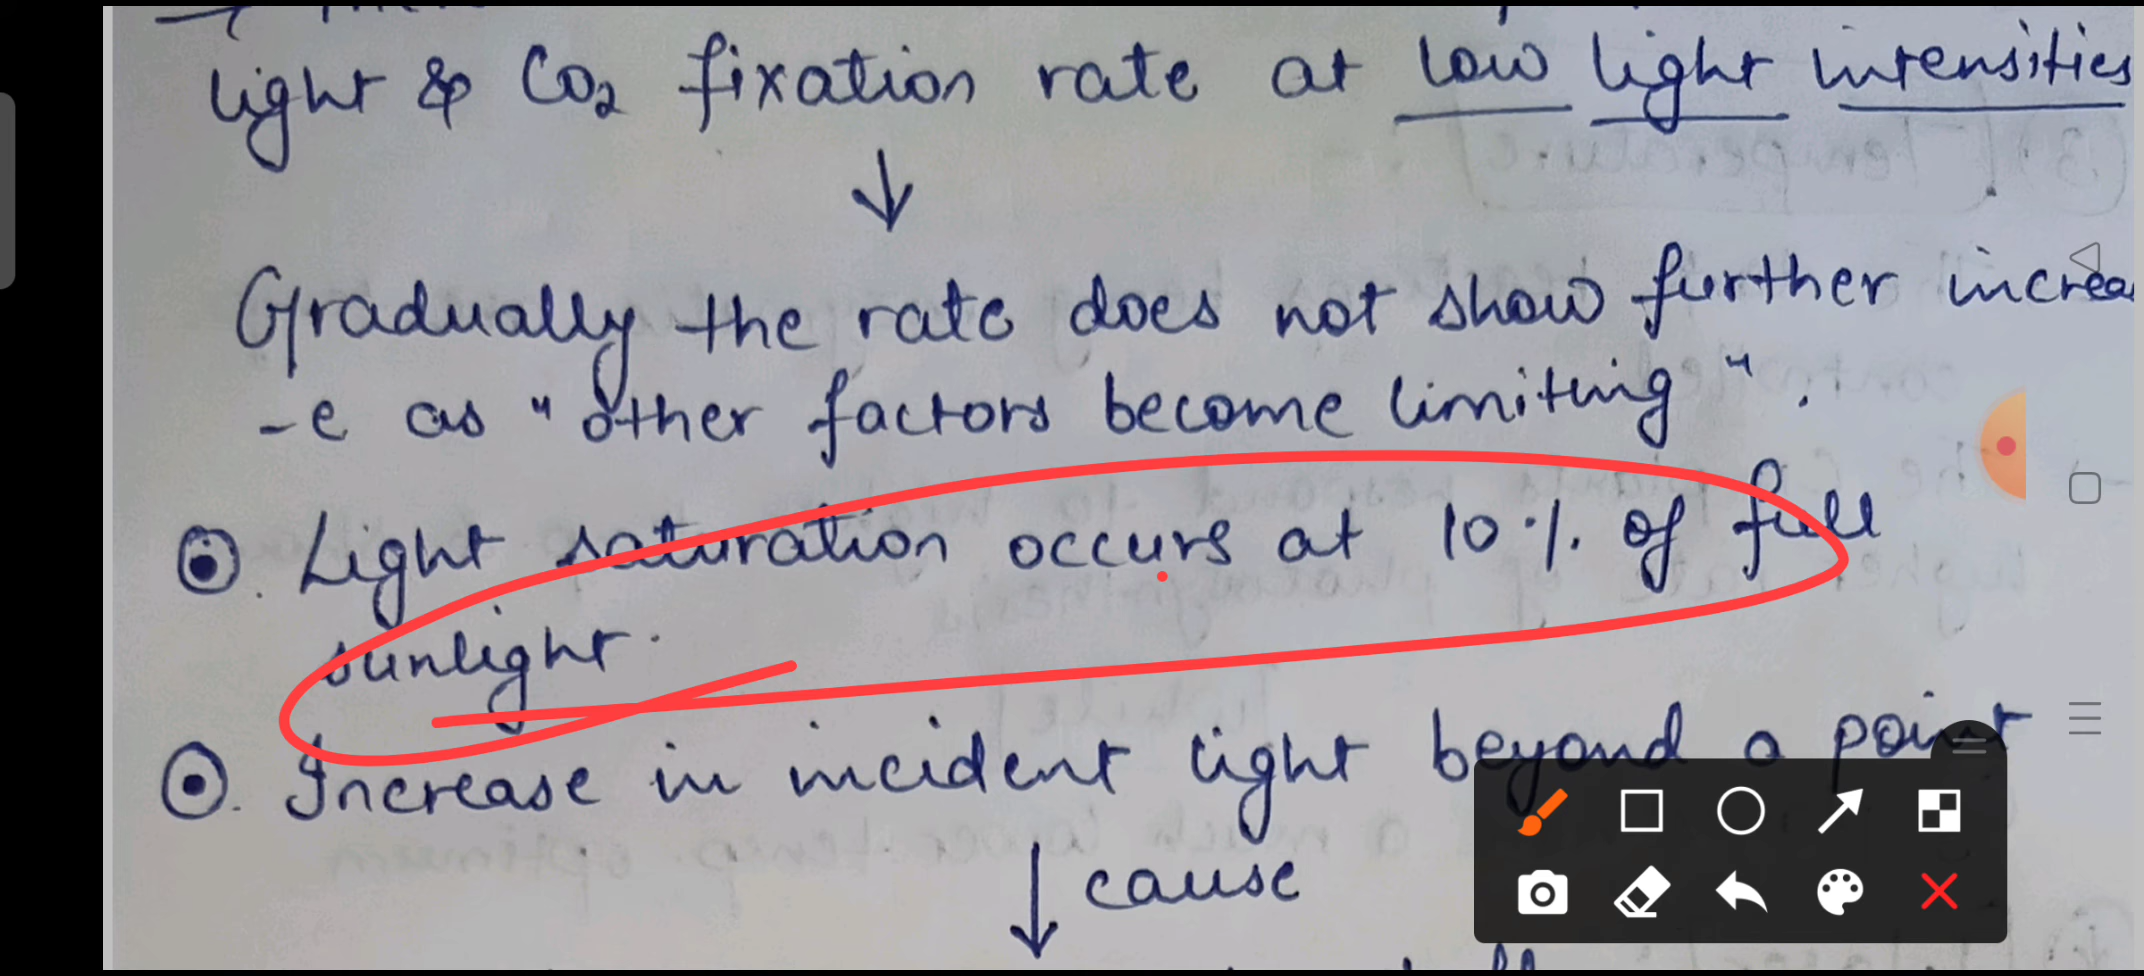 light & CO₂ fixation rate at low light intensities
↓
Gradually the rate does not show further increa
-e as "other factors become limiting".
Light saturation occurs at 10% of full
sunlight.
Increase in incident light beyond a point
↓ cause